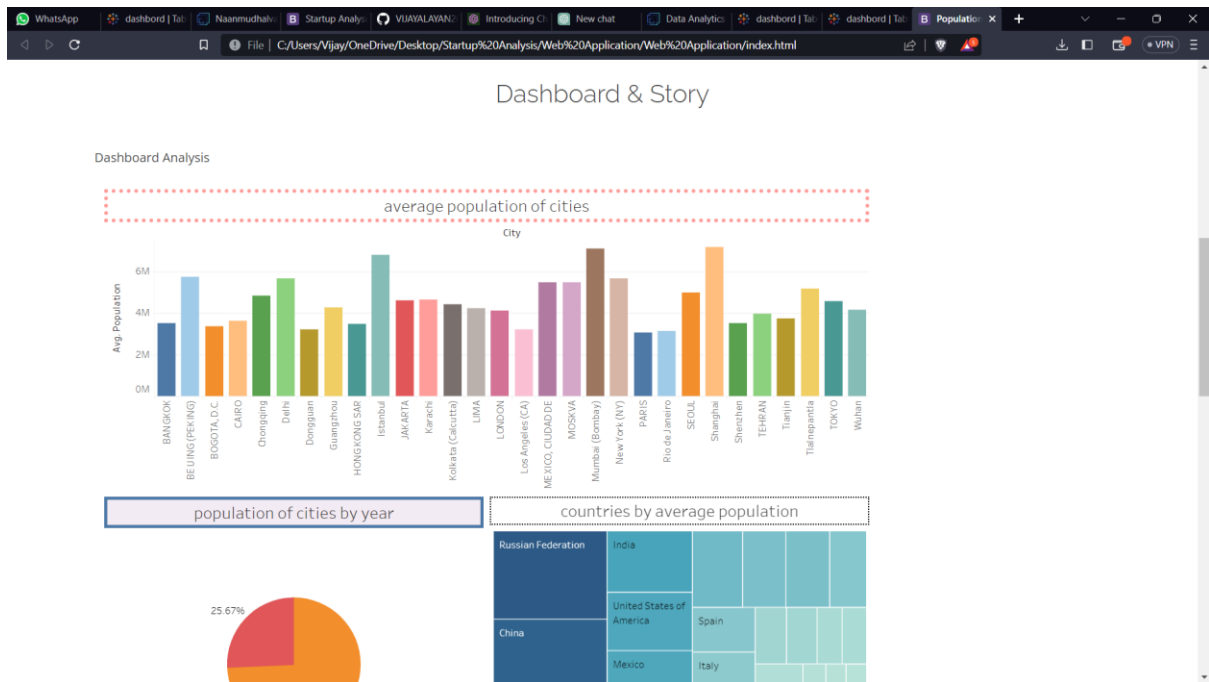 WhatsApp
dashbord | Tab
Naanmudhalva
Startup Analys
VIJAYALAYAN2
Introducing Ch
New chat
Data Analytics
dashbord | Tab
dashbord | Tab
Population
File | C:/Users/Vijay/OneDrive/Desktop/Startup%20Analysis/Web%20Application/Web%20Application/index.html
VPN
Dashboard & Story
Dashboard Analysis
average population of cities
City
Avg. Population
6M
4M
2M
0M
BANGKOK
BEIJING (PEKING)
BOGOTA, D.C.
CAIRO
Chongqing
Delhi
Dongguan
Guangzhou
HONG KONG SAR
Istanbul
JAKARTA
Karachi
Kolkata (Calcutta)
LIMA
LONDON
Los Angeles (CA)
MEXICO, CIUDAD DE
MOSKVA
Mumbai (Bombay)
New York (NY)
PARIS
Rio de Janeiro
SEOUL
Shanghai
Shenzhen
TEHRAN
Tianjin
Tlalnepantla
TOKYO
Wuhan
population of cities by year
countries by average population
25.67%
Russian Federation
India
United States of
America
China
Spain
Mexico
Italy